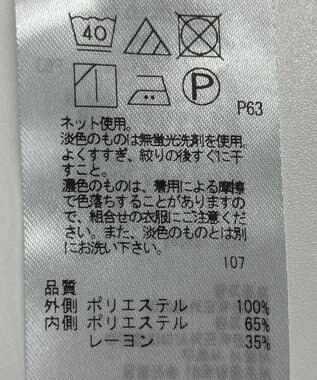 40
P
P63
ネット使用。
淡色のものは無蛍光洗剤を使用。
よくすすぎ、絞りの後すぐに干
すこと。
濃色のものは、着用による摩擦
で色落ちすることがありますの
で、組合せの衣服にご注意くだ
さい。また、淡色のものとは別
にお洗い下さい。
107
品質
外側 ポリエステル 100%
内側 ポリエステル 65%
レーヨン 35%